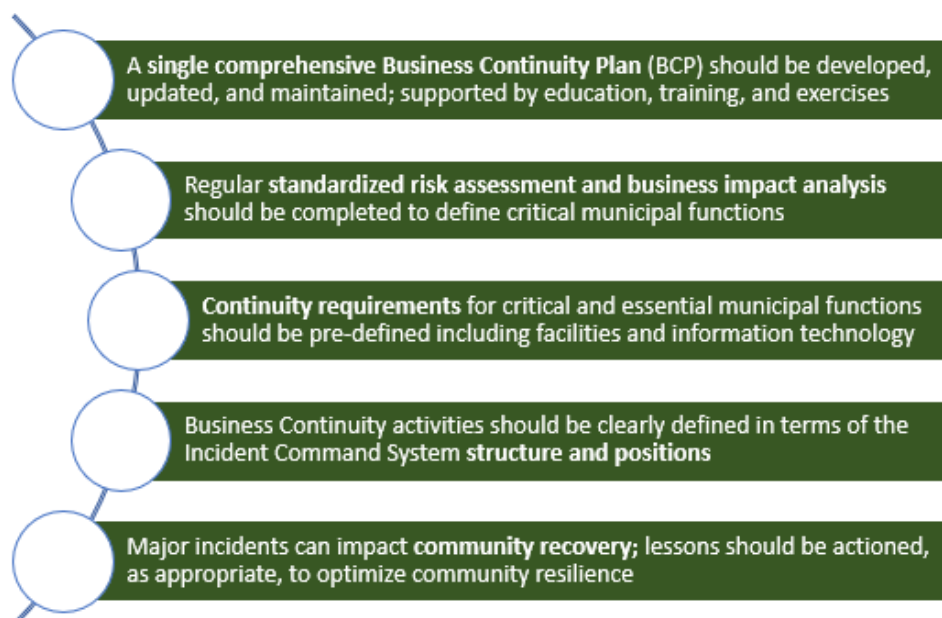 A single comprehensive Business Continuity Plan (BCP) should be developed,
updated, and maintained; supported by education, training, and exercises
Regular standardized risk assessment and business impact analysis
should be completed to define critical municipal functions
Continuity requirements for critical and essential municipal functions
should be pre-defined including facilities and information technology
Business Continuity activities should be clearly defined in terms of the
Incident Command System structure and positions
Major incidents can impact community recovery; lessons should be actioned,
as appropriate, to optimize community resilience